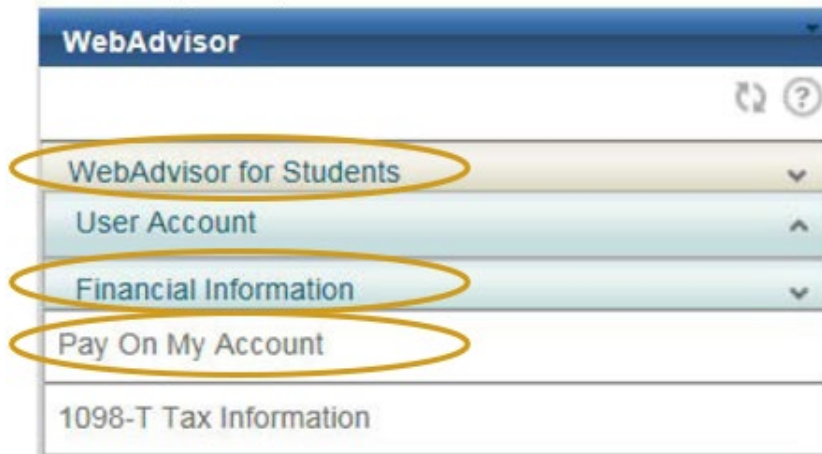 WebAdvisor
?
WebAdvisor for Students
User Account
Financial Information
Pay On My Account
1098-T Tax Information